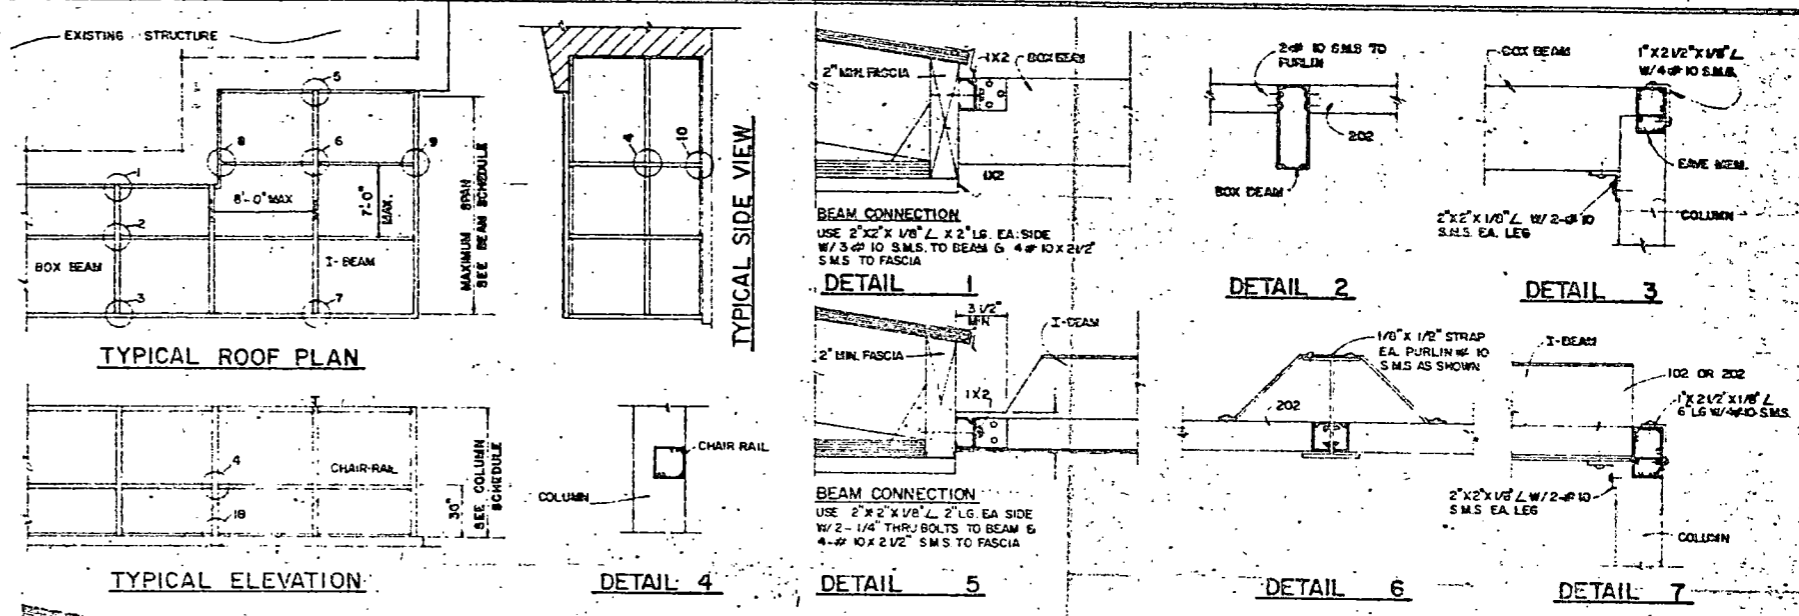 EXISTING STRUCTURE
5
8
6
9
1
8'-0" MAX
7'-0"
MAX.
MAXIMUM SPAN
SEE BEAM SCHEDULE
2
BOX BEAM
I-BEAM
3
7
TYPICAL ROOF PLAN
4
10
TYPICAL SIDE VIEW
4
CHAIR-RAIL
18
30"
SEE COLUMN
SCHEDULE
TYPICAL ELEVATION
CHAIR RAIL
COLUMN
DETAIL 4
1X2
BOX BEAM
2" MIN. FASCIA
1X2
BEAM CONNECTION
USE 2"X2"X 1/8" ∠ X 2" LG. EA. SIDE
W/ 3 # 10 S.M.S. TO BEAM & 4 # 10 X 2 1/2"
S.M.S TO FASCIA
DETAIL 1
2 # 10 S.M.S TO
PURLIN
202
BOX BEAM
DETAIL 2
BOX BEAM
1" X 2 1/2" X 1/8" ∠
W/ 4 # 10 S.M.S.
EAVE MEM.
2"X2"X1/8" ∠ W/ 2-# 10
S.M.S. EA. LEG
COLUMN
DETAIL 3
3 1/2"
MIN
I-BEAM
2" MIN. FASCIA
1X2
BEAM CONNECTION
USE 2"X 2"X 1/8" ∠ 2" LG. EA SIDE
W/ 2 - 1/4" THRU BOLTS TO BEAM &
4-# 10 X 2 1/2" S.M.S. TO FASCIA
DETAIL 5
1/8" X 1/2" STRAP
EA. PURLIN W/# 10
S.M.S AS SHOWN
202
DETAIL 6
I-BEAM
102 OR 202
1" X 2 1/2" X 1/8" ∠
6" LG W/4-#10 S.M.S.
2"X2"X 1/8" ∠ W/ 2-# 10
S.M.S EA. LEG
COLUMN
DETAIL 7